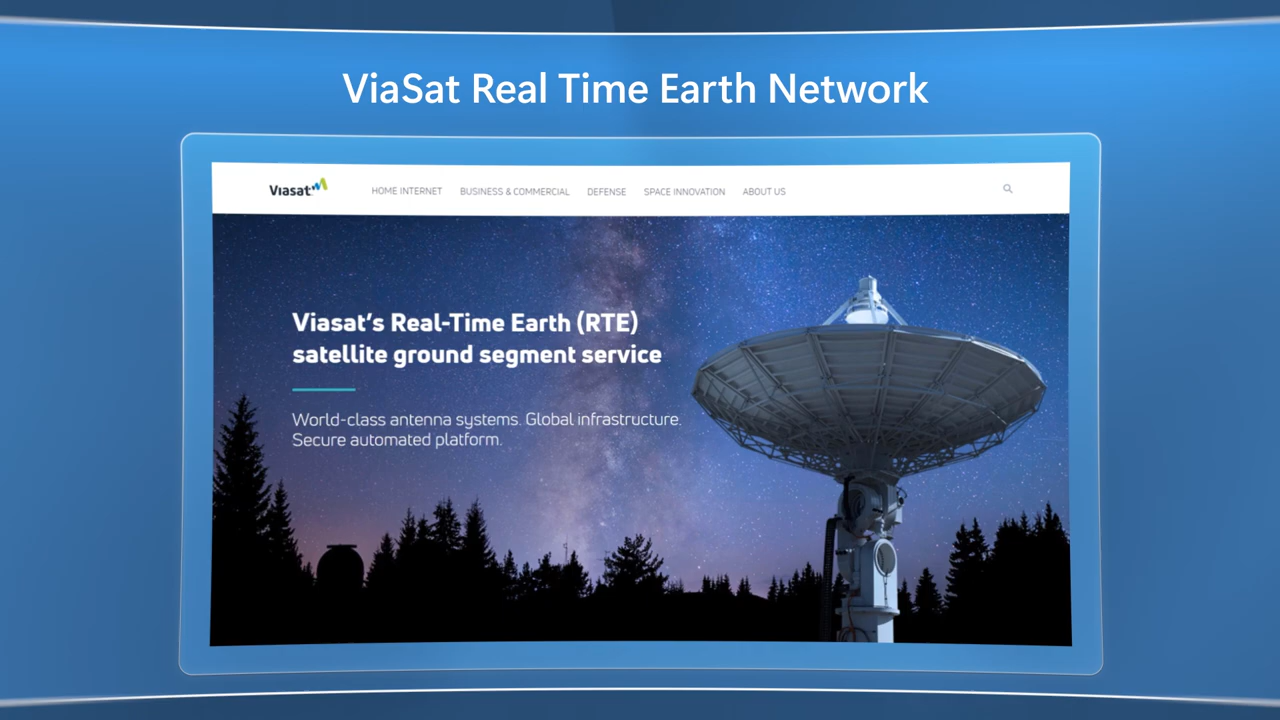 ViaSat Real Time Earth Network
Viasat
HOME INTERNET BUSINESS & COMMERCIAL DEFENSE SPACE INNOVATION ABOUT US
Viasat's Real-Time Earth (RTE)
satellite ground segment service
World-class antenna systems. Global infrastructure.
Secure automated platform.